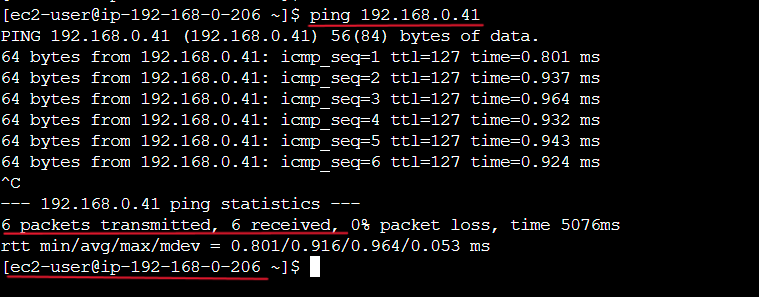 [ec2-user@ip-192-168-0-206 ~]$ ping 192.168.0.41
PING 192.168.0.41 (192.168.0.41) 56(84) bytes of data.
64 bytes from 192.168.0.41: icmp_seq=1 ttl=127 time=0.801 ms
64 bytes from 192.168.0.41: icmp_seq=2 ttl=127 time=0.937 ms
64 bytes from 192.168.0.41: icmp_seq=3 ttl=127 time=0.964 ms
64 bytes from 192.168.0.41: icmp_seq=4 ttl=127 time=0.932 ms
64 bytes from 192.168.0.41: icmp_seq=5 ttl=127 time=0.943 ms
64 bytes from 192.168.0.41: icmp_seq=6 ttl=127 time=0.924 ms
^C
--- 192.168.0.41 ping statistics ---
6 packets transmitted, 6 received, 0% packet loss, time 5076ms
rtt min/avg/max/mdev = 0.801/0.916/0.964/0.053 ms
[ec2-user@ip-192-168-0-206 ~]$